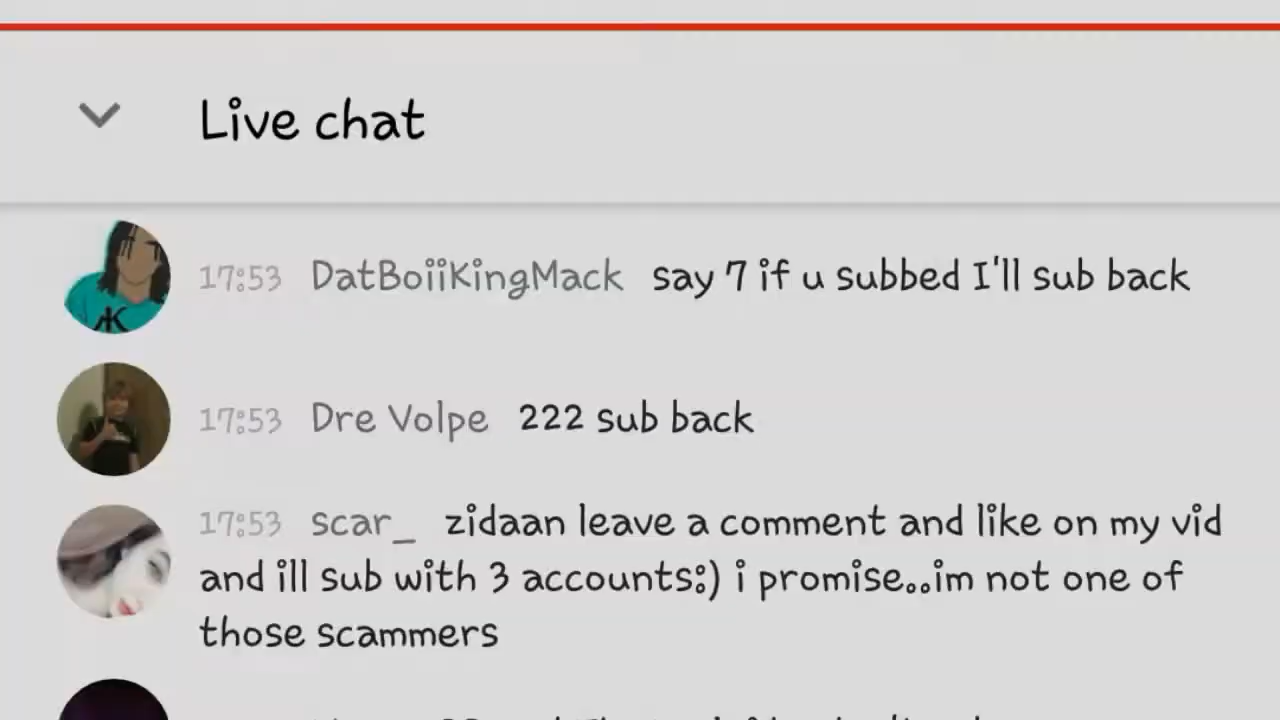 Live chat
17:53 DatBoiiKingMack say 7 if u subbed I'll sub back
17:53 Dre Volpe 222 sub back
17:53 scar_ zidaan leave a comment and like on my vid
and ill sub with 3 accounts:) i promise..im not one of
those scammers